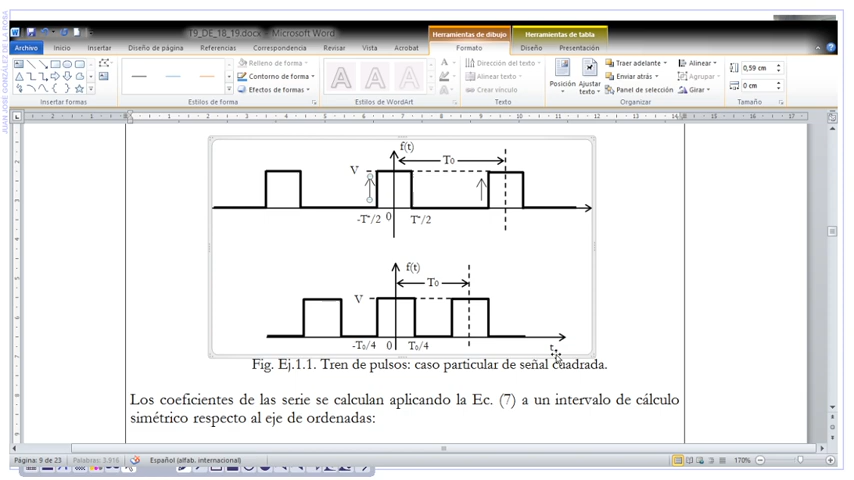 JUAN JOSE GONZÁLEZ DE LA ROSA
T9_DE_18_19.docx - Microsoft Word
Herramientas de dibujo
Herramientas de tabla
Archivo Inicio Insertar Diseño de página Referencias Correspondencia Revisar Vista Acrobat Formato Diseño Presentación
Relleno de forma
Contorno de forma
Efectos de formas
Dirección del texto
Alinear texto
Crear vínculo
Posición
Ajustar texto
Traer adelante
Enviar atrás
Panel de selección
Alinear
Agrupar
Girar
0,59 cm
0 cm
Insertar formas
Estilos de forma
Estilos de WordArt
Texto
Organizar
Tamaño
f(t)
T₀
V
-T*/2 0 T*/2
f(t)
T₀
V
-T₀/4 0 T₀/4
t
Fig. Ej.1.1. Tren de pulsos: caso particular de señal cuadrada.
Los coeficientes de las serie se calculan aplicando la Ec. (7) a un intervalo de cálculo
simétrico respecto al eje de ordenadas:
Página: 9 de 23 Palabras: 3.916 Español (alfab. internacional) 170%